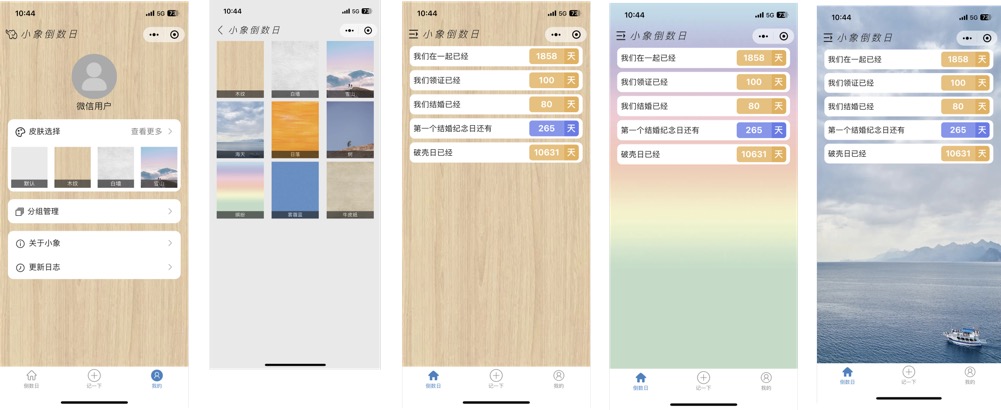 10:44
5G 73
小象倒数日
微信用户
皮肤选择
查看更多
默认
木纹
白墙
雪山
分组管理
关于小象
更新日志
倒数日
记一下
我的
10:44
5G 73
小象倒数日
木纹
白墙
雪山
海天
日落
树
缤纷
草原蓝
牛皮纸
10:44
5G 73
小象倒数日
我们在一起已经 1858 天
我们领证已经 100 天
我们结婚已经 80 天
第一个结婚纪念日还有 265 天
破壳日已经 10631 天
倒数日
记一下
我的
10:44
5G 73
小象倒数日
我们在一起已经 1858 天
我们领证已经 100 天
我们结婚已经 80 天
第一个结婚纪念日还有 265 天
破壳日已经 10631 天
倒数日
记一下
我的
10:44
5G 73
小象倒数日
我们在一起已经 1858 天
我们领证已经 100 天
我们结婚已经 80 天
第一个结婚纪念日还有 265 天
破壳日已经 10631 天
倒数日
记一下
我的